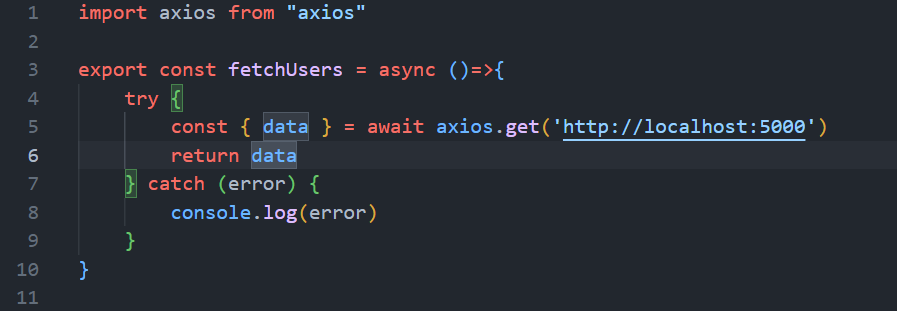 1 import axios from "axios"
2
3 export const fetchUsers = async ()=>{
4     try {
5         const { data } = await axios.get('http://localhost:5000')
6         return data
7     } catch (error) {
8         console.log(error)
9     }
10 }
11